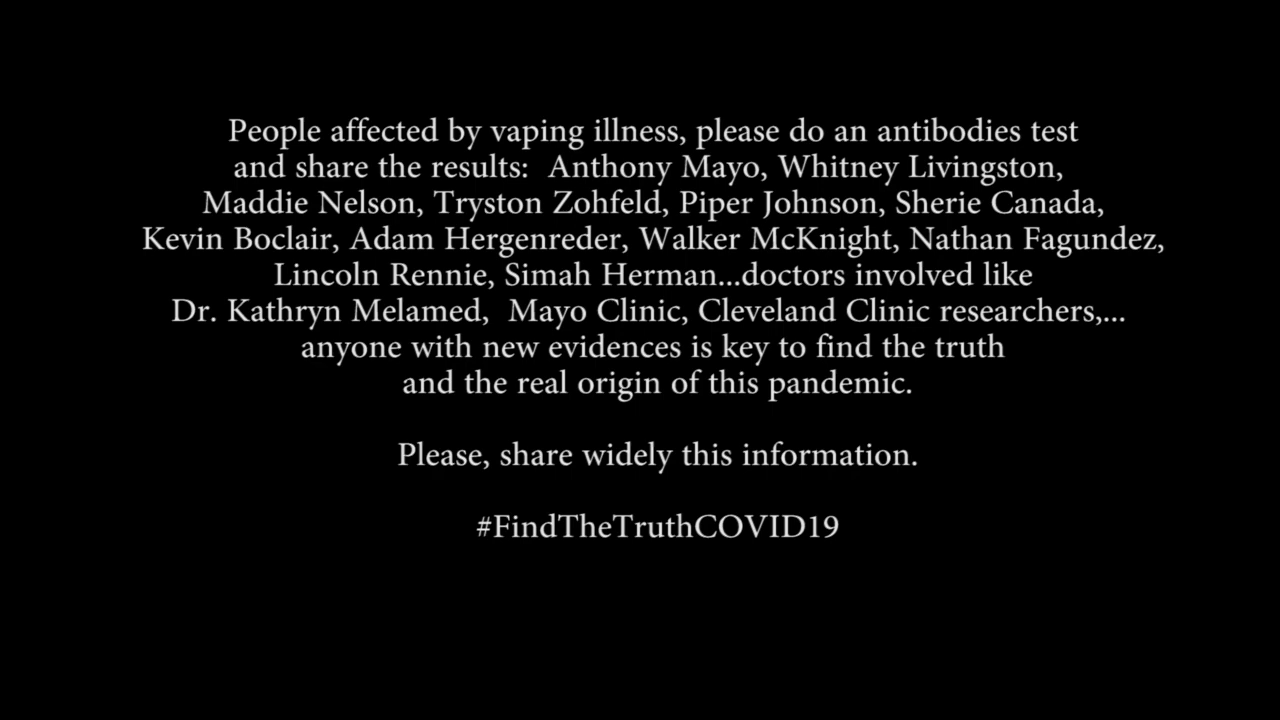 People affected by vaping illness, please do an antibodies test
and share the results:  Anthony Mayo, Whitney Livingston,
Maddie Nelson, Tryston Zohfeld, Piper Johnson, Sherie Canada,
Kevin Boclair, Adam Hergenreder, Walker McKnight, Nathan Fagundez,
Lincoln Rennie, Simah Herman...doctors involved like
Dr. Kathryn Melamed,  Mayo Clinic, Cleveland Clinic researchers,...
anyone with new evidences is key to find the truth
and the real origin of this pandemic.
Please, share widely this information.
#FindTheTruthCOVID19